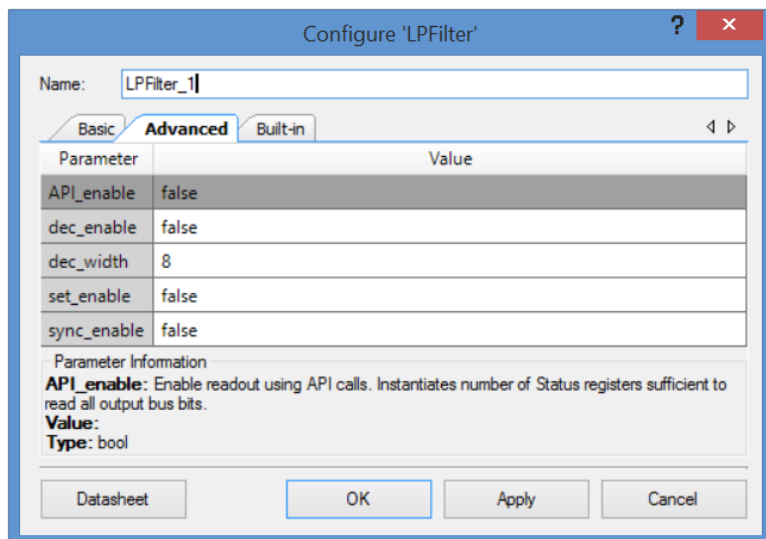 Configure 'LPFilter'
?
Name: LPFilter_1
Basic Advanced Built-in
Parameter Value
API_enable false
dec_enable false
dec_width 8
set_enable false
sync_enable false
Parameter Information
API_enable: Enable readout using API calls. Instantiates number of Status registers sufficient to
read all output bus bits.
Value:
Type: bool
Datasheet OK Apply Cancel